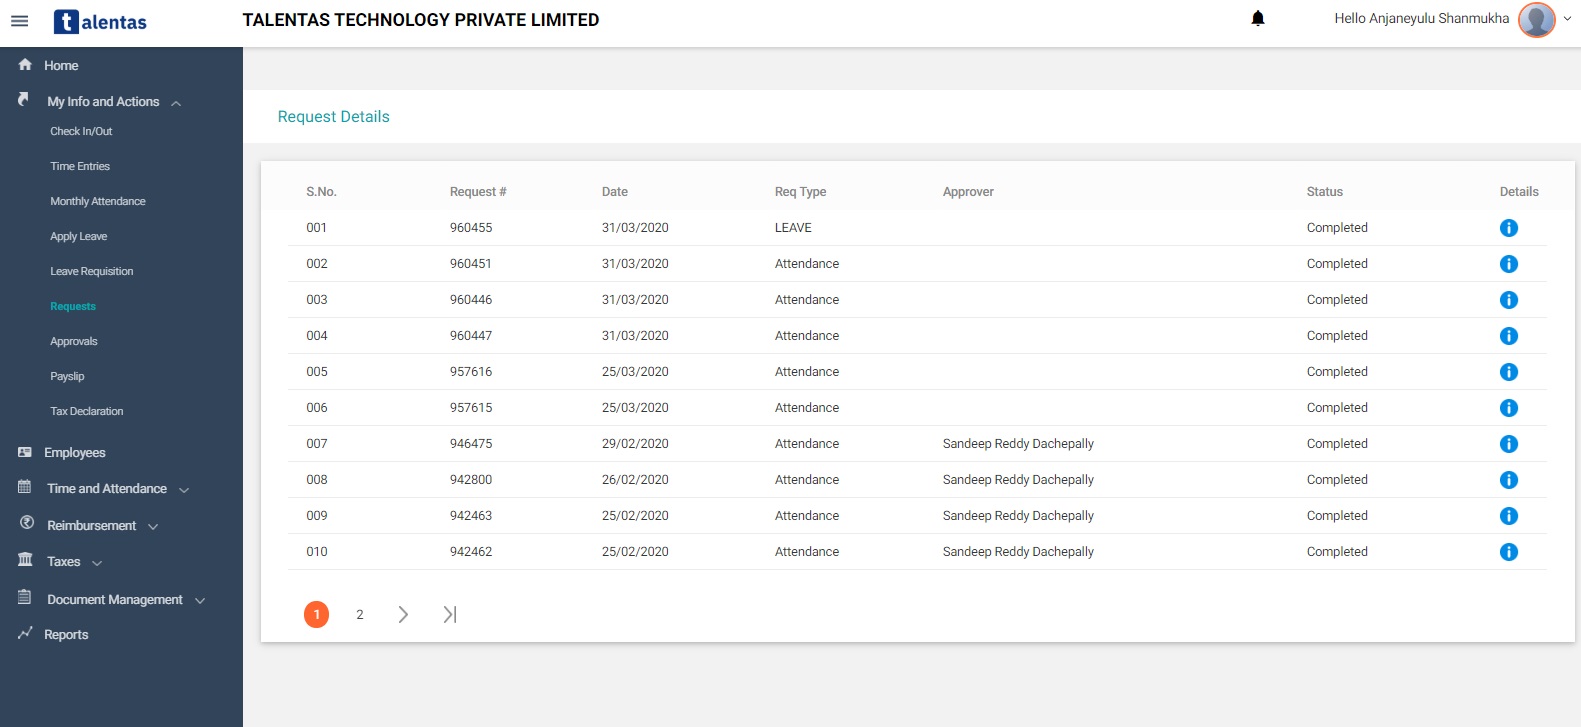 talentas
TALENTAS TECHNOLOGY PRIVATE LIMITED
Hello Anjaneyulu Shanmukha
Home
My Info and Actions
Check In/Out
Time Entries
Monthly Attendance
Apply Leave
Leave Requisition
Requests
Approvals
Payslip
Tax Declaration
Employees
Time and Attendance
Reimbursement
Taxes
Document Management
Reports
Request Details
S.No. Request # Date Req Type Approver Status Details
001 960455 31/03/2020 LEAVE Completed
002 960451 31/03/2020 Attendance Completed
003 960446 31/03/2020 Attendance Completed
004 960447 31/03/2020 Attendance Completed
005 957616 25/03/2020 Attendance Completed
006 957615 25/03/2020 Attendance Completed
007 946475 29/02/2020 Attendance Sandeep Reddy Dachepally Completed
008 942800 26/02/2020 Attendance Sandeep Reddy Dachepally Completed
009 942463 25/02/2020 Attendance Sandeep Reddy Dachepally Completed
010 942462 25/02/2020 Attendance Sandeep Reddy Dachepally Completed
1 2